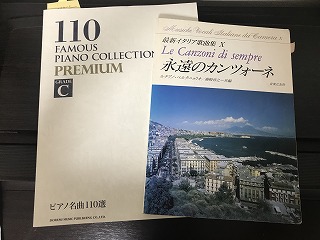 110
FAMOUS
PIANO COLLECTION
PREMIUM
GRADE
C
ピアノ名曲110選
最新イタリア歌曲集 X
Le Canzoni di sempre
永遠のカンツォーネ